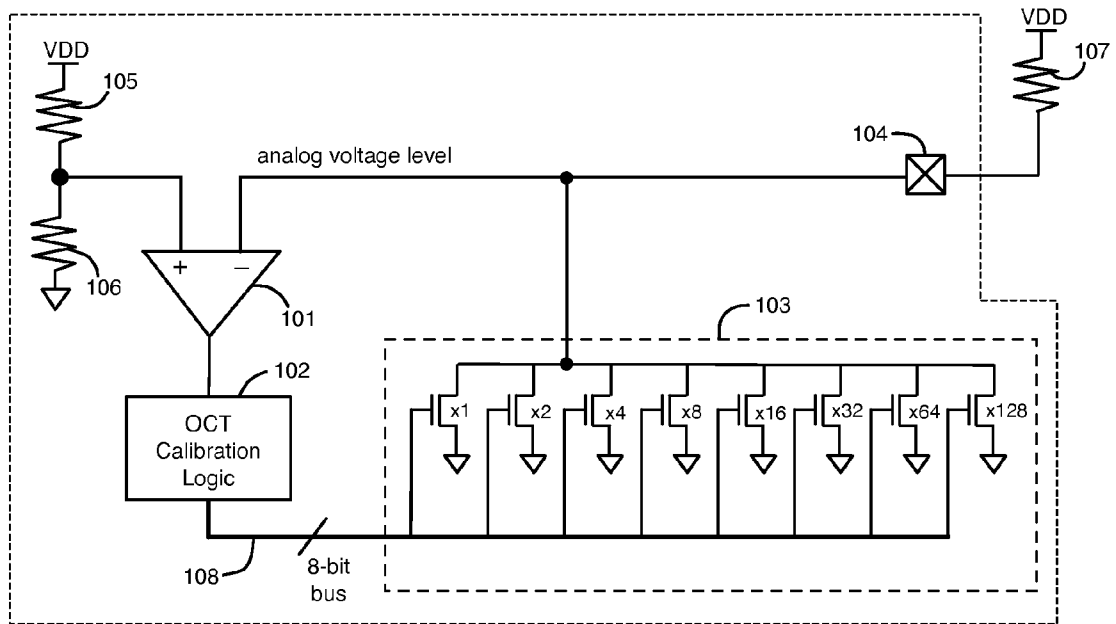 VDD
105
VDD
107
104
analog voltage level
+
−
106
101
103
102
OCT
Calibration
Logic
x1
x2
x4
x8
x16
x32
x64
x128
108
8-bit
bus